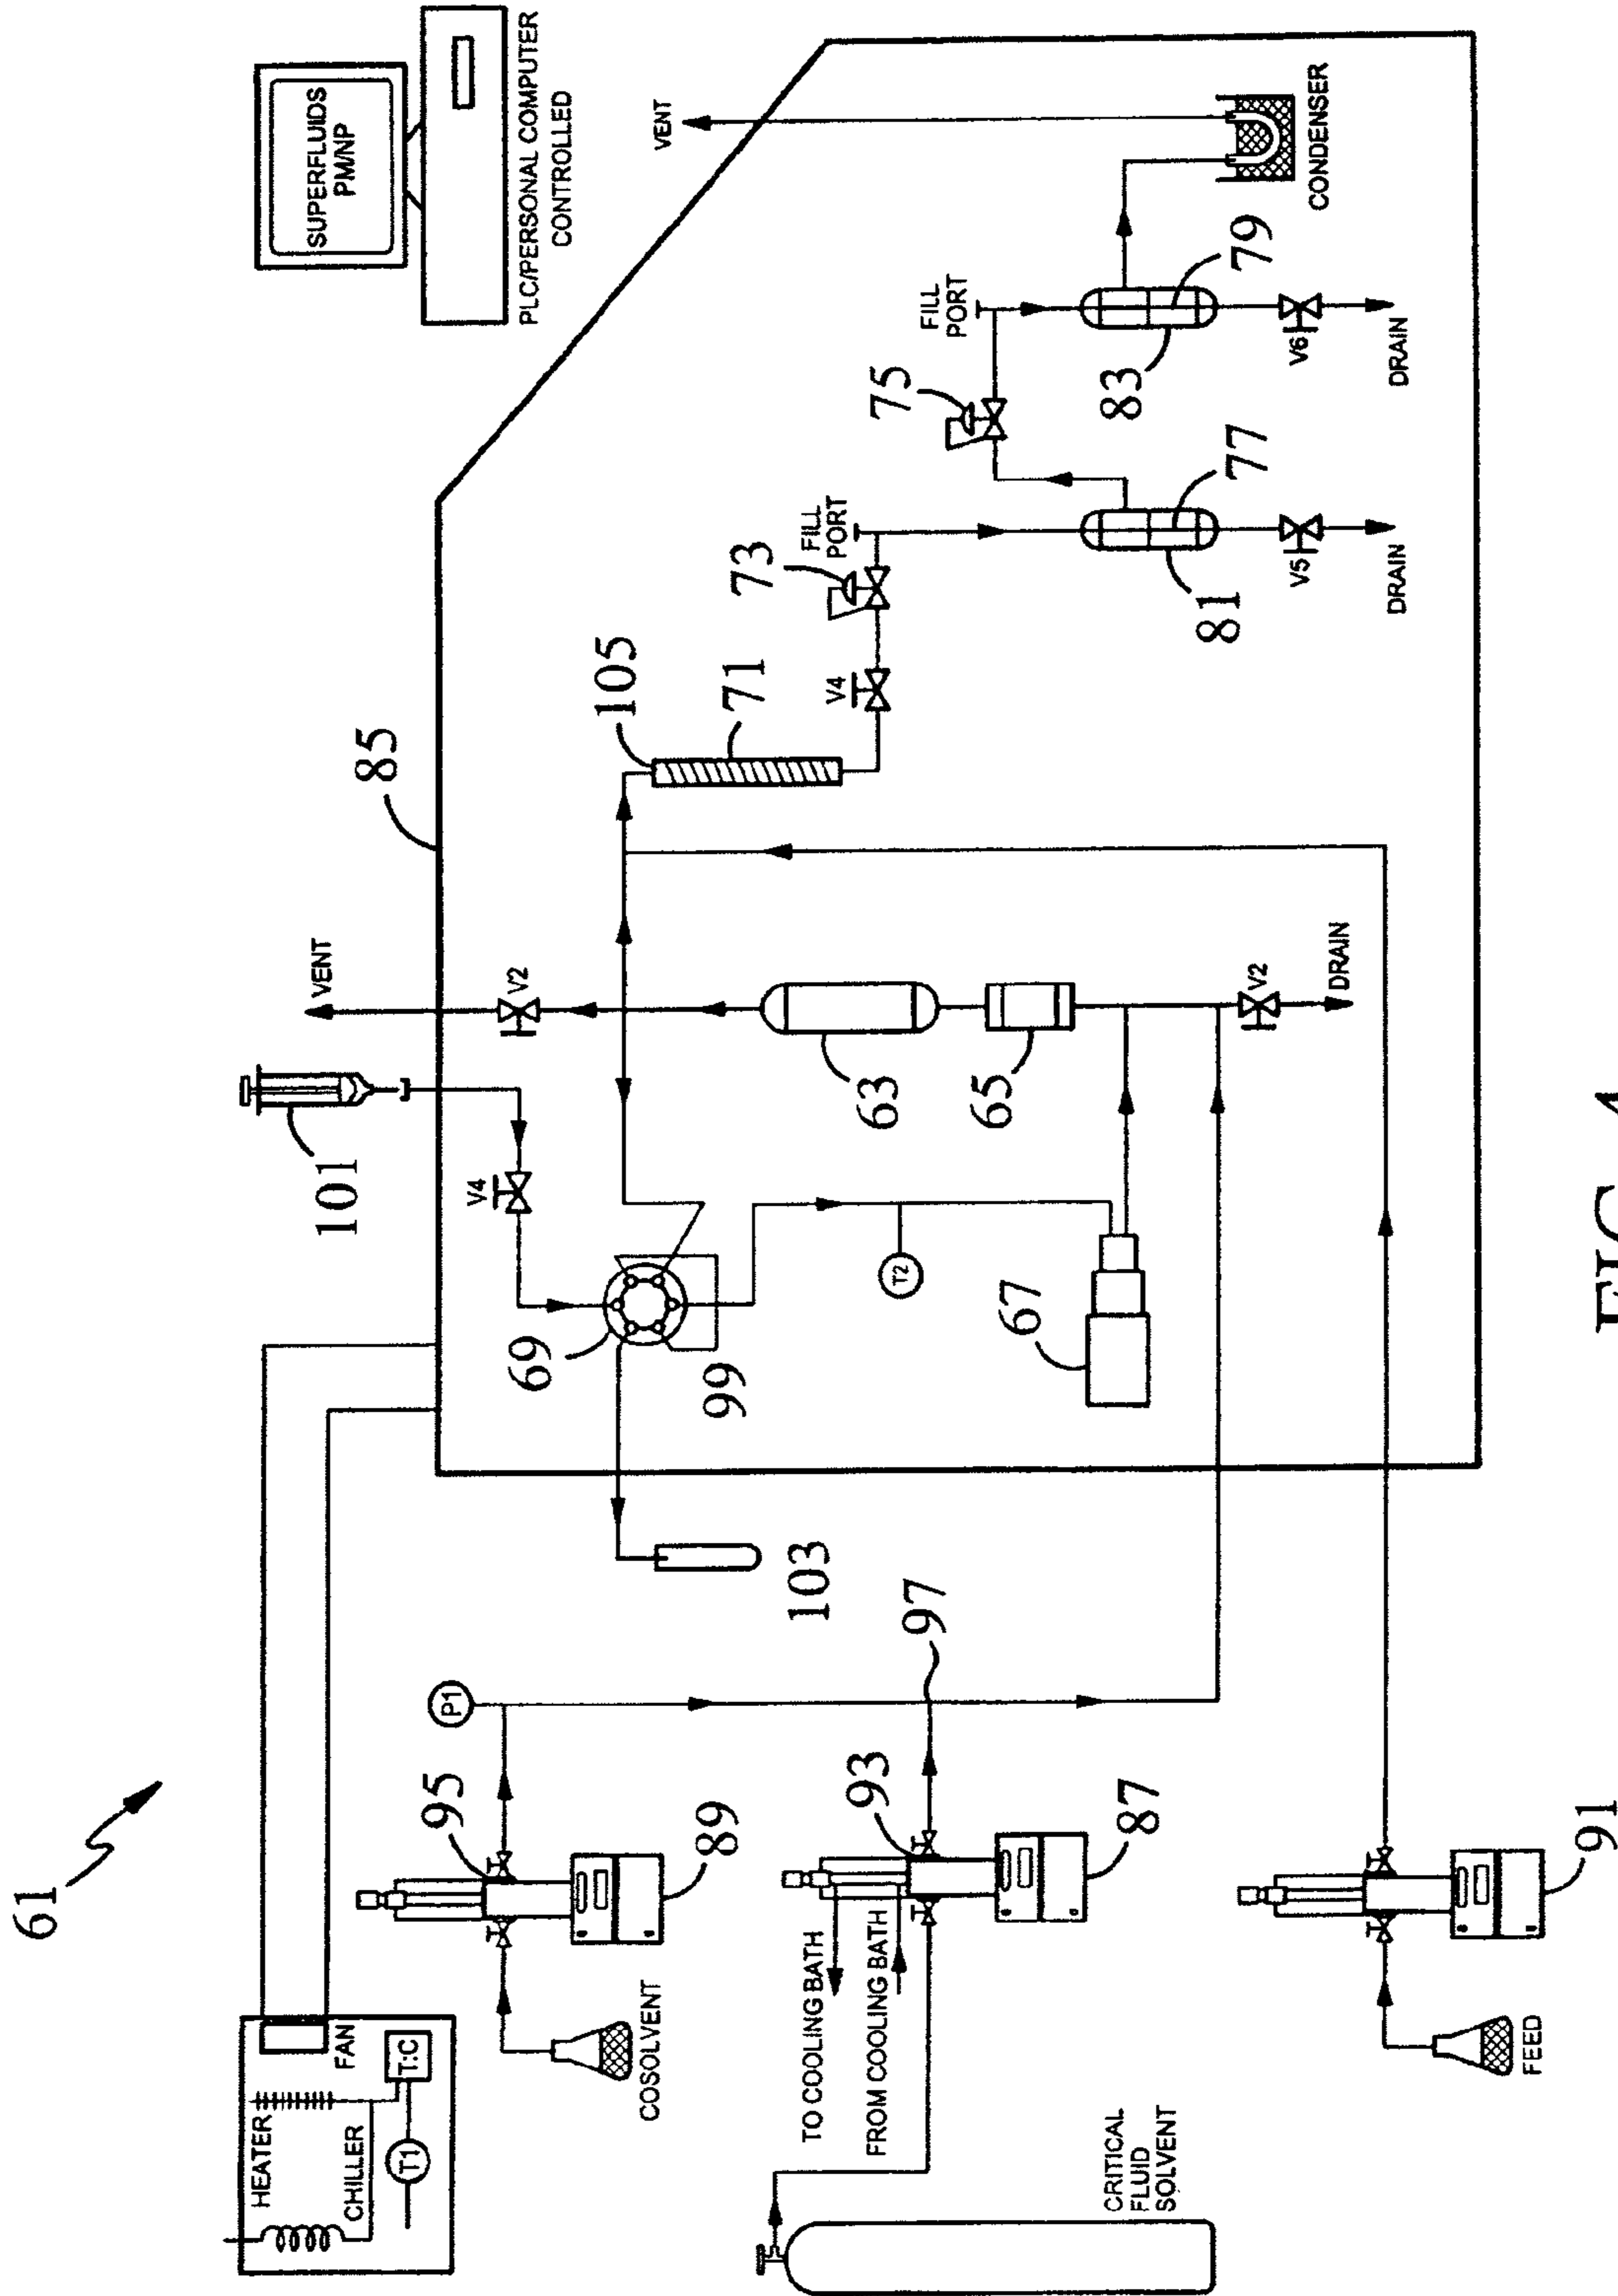 61
SUPERFLUIDS
PM/NP
PLC/PERSONAL COMPUTER
CONTROLLED
HEATER
CHILLER
FAN
T1
T:C
COSOLVENT
95
89
P1
TO COOLING BATH
FROM COOLING BATH
93
87
97
CRITICAL
FLUID
SOLVENT
FEED
91
103
101
VENT
85
V4
V2
69
99
T2
67
63
65
V2
DRAIN
105
71
V4
73
FILL
PORT
77
81
V5
DRAIN
75
FILL
PORT
79
83
V6
DRAIN
VENT
CONDENSER